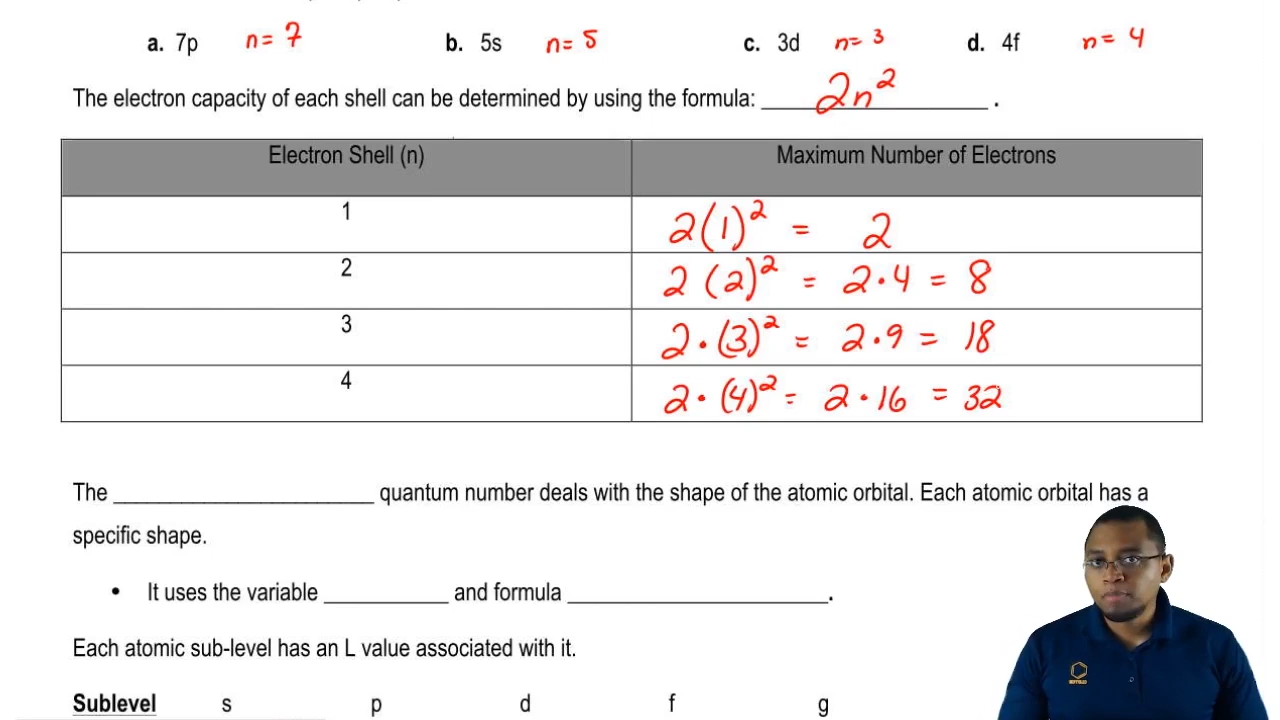 a. 7p n= 7 b. 5s n= 5 c. 3d n= 3 d. 4f n= 4
The electron capacity of each shell can be determined by using the formula: 2n² .
Electron Shell (n) Maximum Number of Electrons
1 2(1)² = 2
2 2 (2)² = 2·4 = 8
3 2·(3)² = 2·9 = 18
4 2·(4)² = 2·16 = 32
The ______________________ quantum number deals with the shape of the atomic orbital. Each atomic orbital has a
specific shape.
• It uses the variable __________ and formula ______________________.
Each atomic sub-level has an L value associated with it.
Sublevel s p d f g